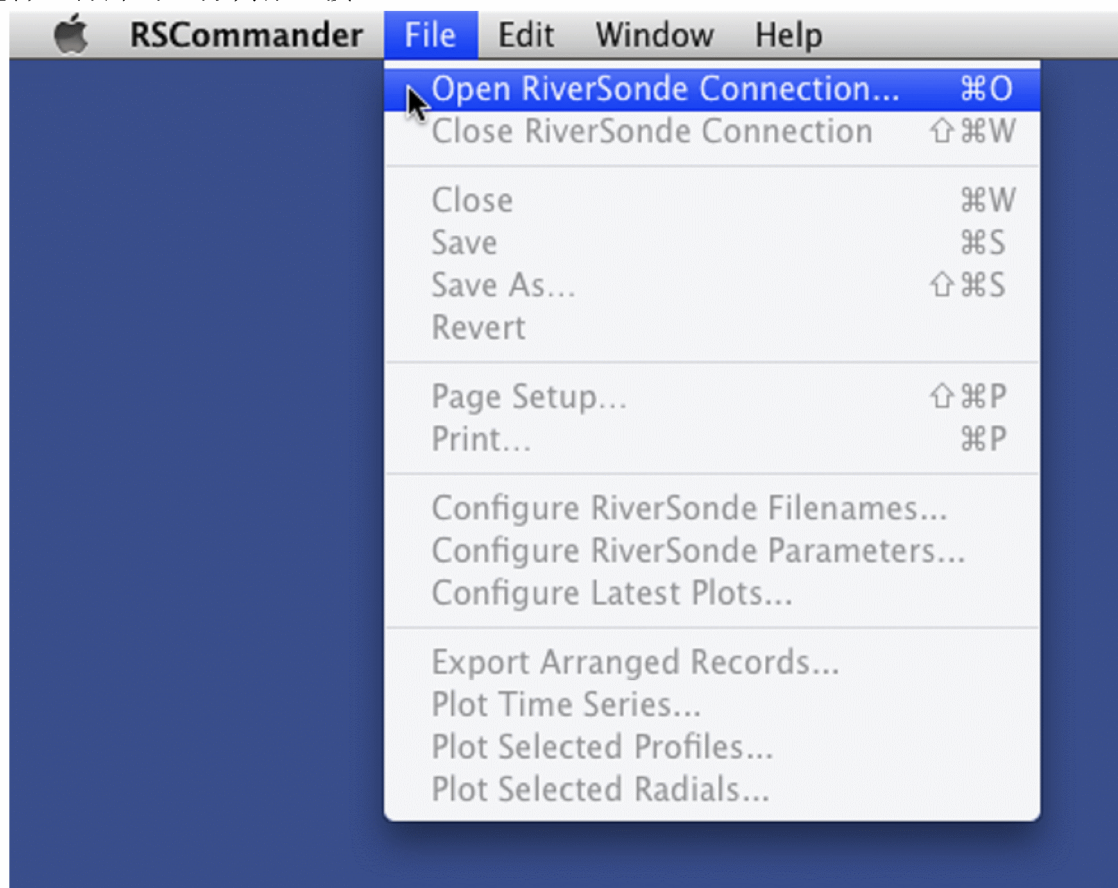 RSCommander File Edit Window Help
Open RiverSonde Connection... ⌘O
Close RiverSonde Connection ⇧⌘W
Close ⌘W
Save ⌘S
Save As... ⇧⌘S
Revert
Page Setup... ⇧⌘P
Print... ⌘P
Configure RiverSonde Filenames...
Configure RiverSonde Parameters...
Configure Latest Plots...
Export Arranged Records...
Plot Time Series...
Plot Selected Profiles...
Plot Selected Radials...